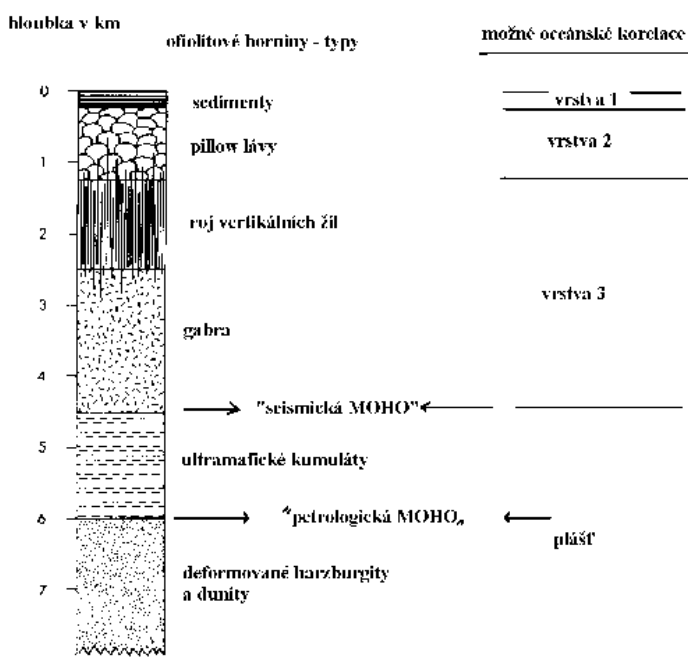 hloubka v km
ofiolitové horniny - typy
možné oceánské korelace
0
sedimenty
vrstva 1
pillow lávy
vrstva 2
1
roj vertikálních žil
2
vrstva 3
3
gabra
4
"seismická MOHO"
5
ultramafické kumuláty
6
"petrologická MOHO„
plášť
deformované harzburgity
a dunity
7